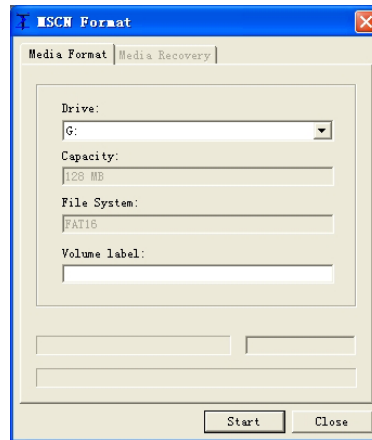 MSCN Format
Media Format Media Recovery
Drive:
G:
Capacity:
128 MB
File System:
FAT16
Volume label:
Start Close